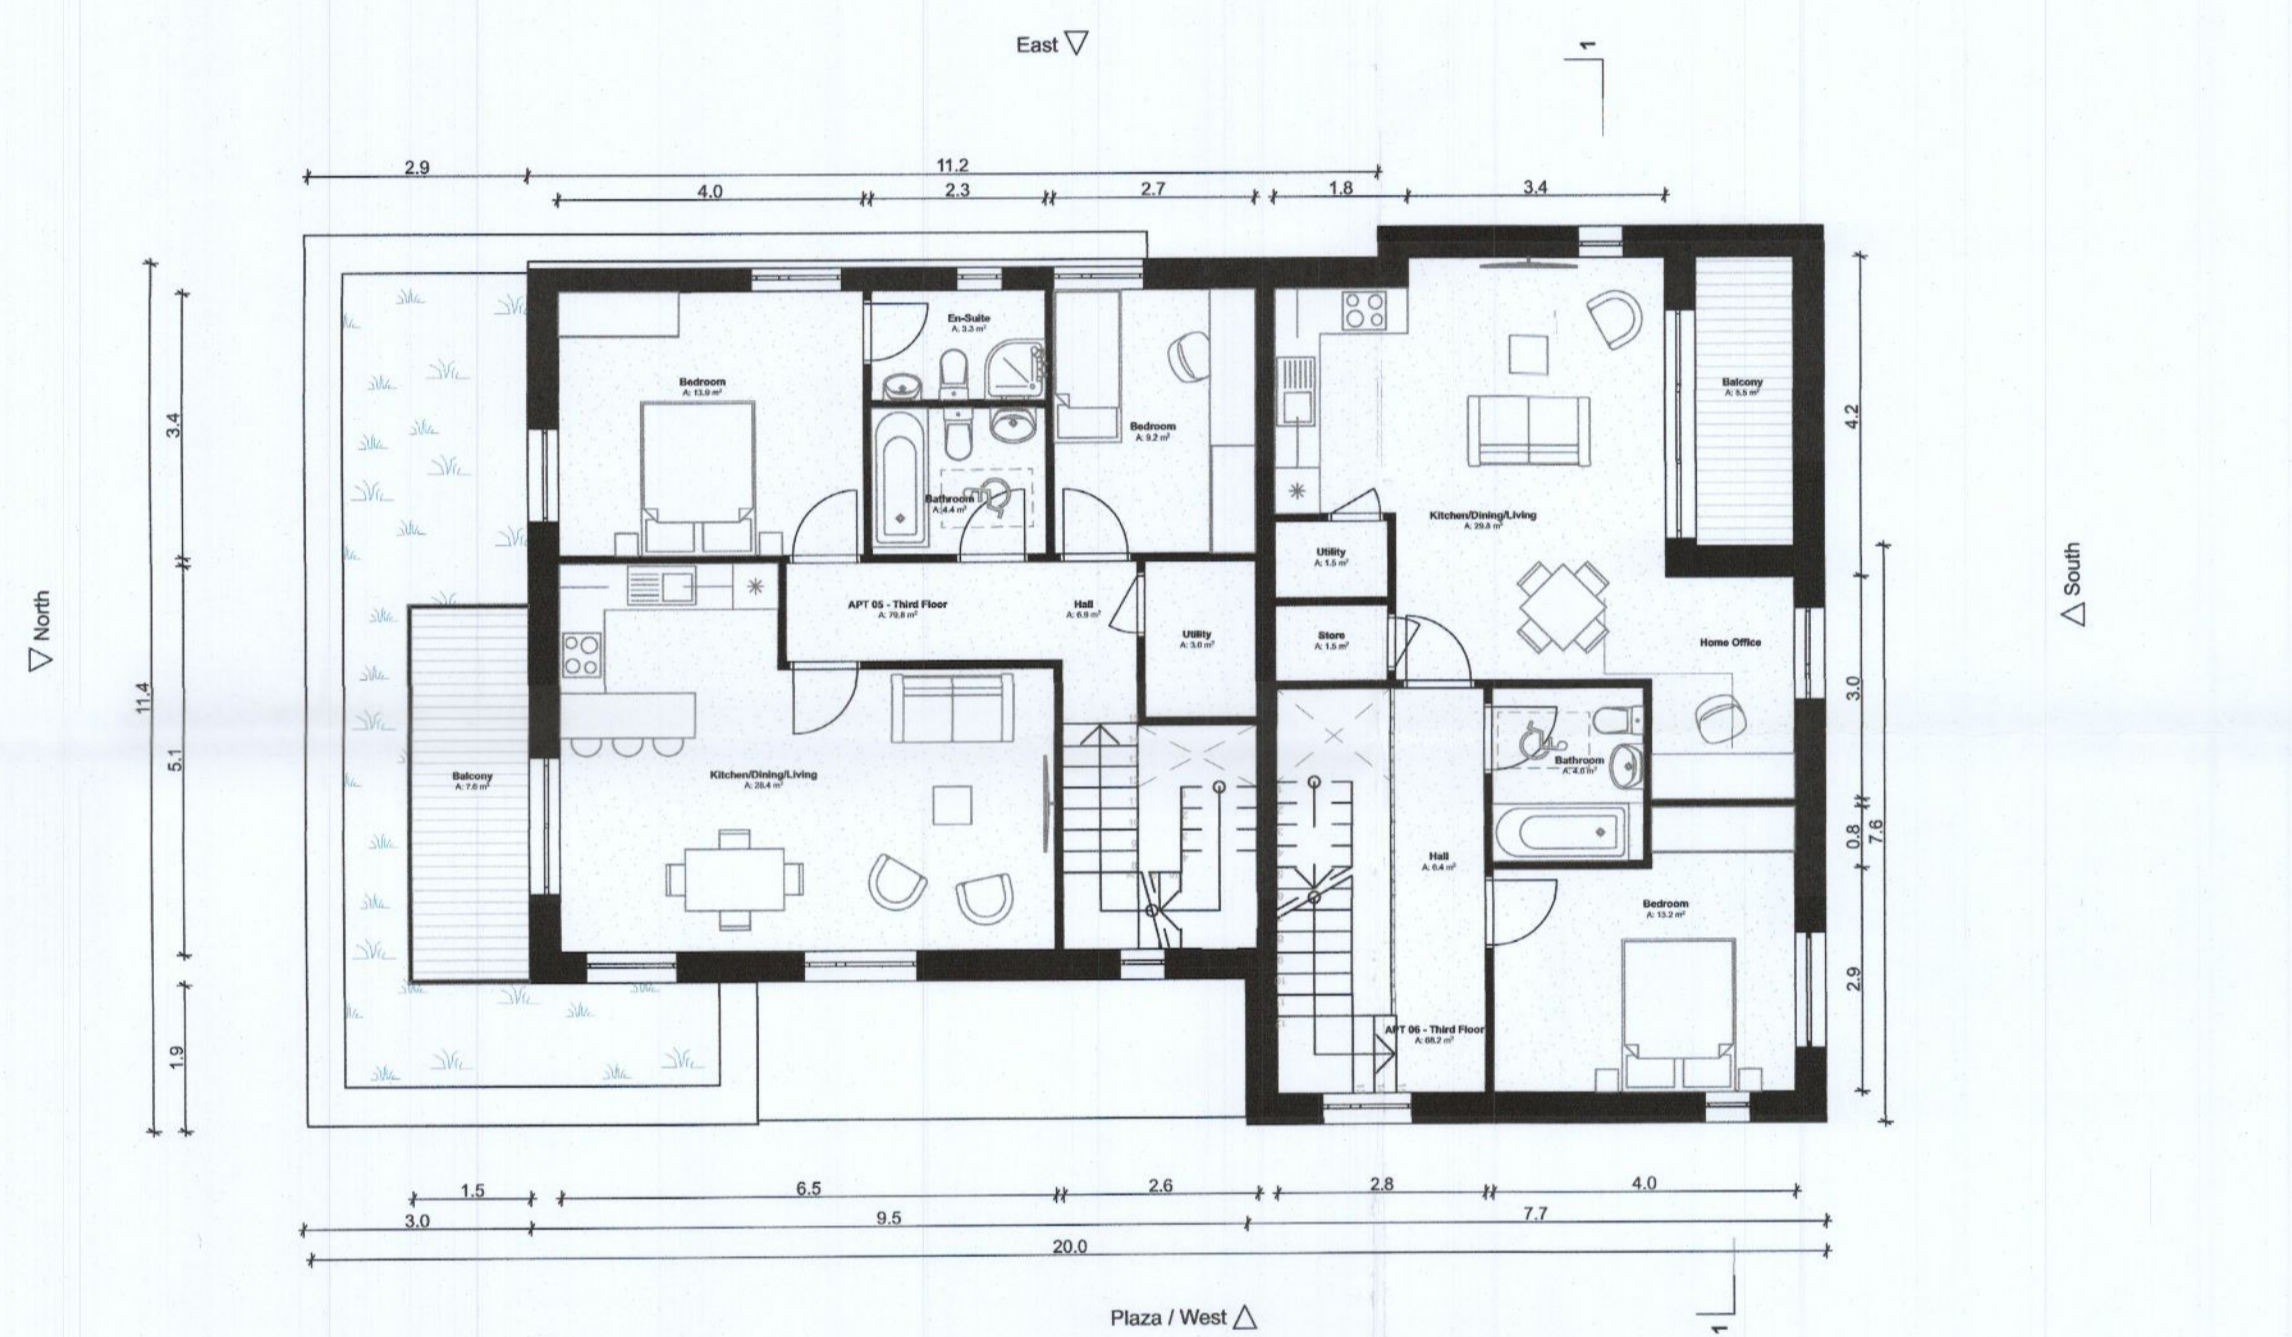 East
1
2.9
11.2
4.0
2.3
2.7
1.8
3.4
En-Suite
A: 3.3 m²
Bedroom
A: 13.9 m²
Balcony
A: 5.5 m²
Bedroom
A: 9.2 m²
3.4
4.2
Bathroom
A: 4.4 m²
Kitchen/Dining/Living
A: 29.8 m²
Utility
A: 1.5 m²
North
South
APT 05 - Third Floor
A: 79.8 m²
Hall
A: 6.9 m²
Utility
A: 3.0 m²
Store
A: 1.5 m²
Home Office
11.4
3.0
5.1
Balcony
A: 7.6 m²
Kitchen/Dining/Living
A: 28.4 m²
Bathroom
A: 4.6 m²
0.8
7.6
Hall
A: 6.4 m²
Bedroom
A: 13.2 m²
2.9
APT 06 - Third Floor
A: 68.2 m²
1.9
1.5
6.5
2.6
2.8
4.0
3.0
9.5
7.7
20.0
Plaza / West
1